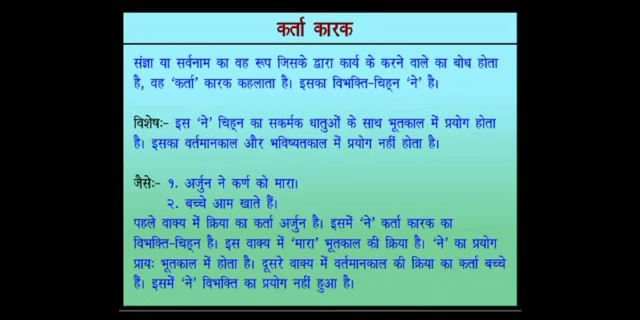 कर्ता कारक
संज्ञा या सर्वनाम का वह रूप जिसके द्वारा कार्य के करने वाले का बोध होता
है, वह ‘कर्ता’ कारक कहलाता है। इसका विभक्ति-चिह्न ‘ने’ है।
विशेषः- इस ‘ने’ चिह्न का सकर्मक धातुओं के साथ भूतकाल में प्रयोग होता
है। इसका वर्तमानकाल और भविष्यतकाल में प्रयोग नहीं होता है।
जैसेः- १. अर्जुन ने कर्ण को मारा।
२. बच्चे आम खाते हैं।
पहले वाक्य में क्रिया का कर्ता अर्जुन है। इसमें ‘ने’ कर्ता कारक का
विभक्ति-चिह्न है। इस वाक्य में ‘मारा’ भूतकाल की क्रिया है। ‘ने’ का प्रयोग
प्रायः भूतकाल में होता है। दूसरे वाक्य में वर्तमानकाल की क्रिया का कर्ता बच्चे
हैं। इसमें ‘ने’ विभक्ति का प्रयोग नहीं हुआ है।